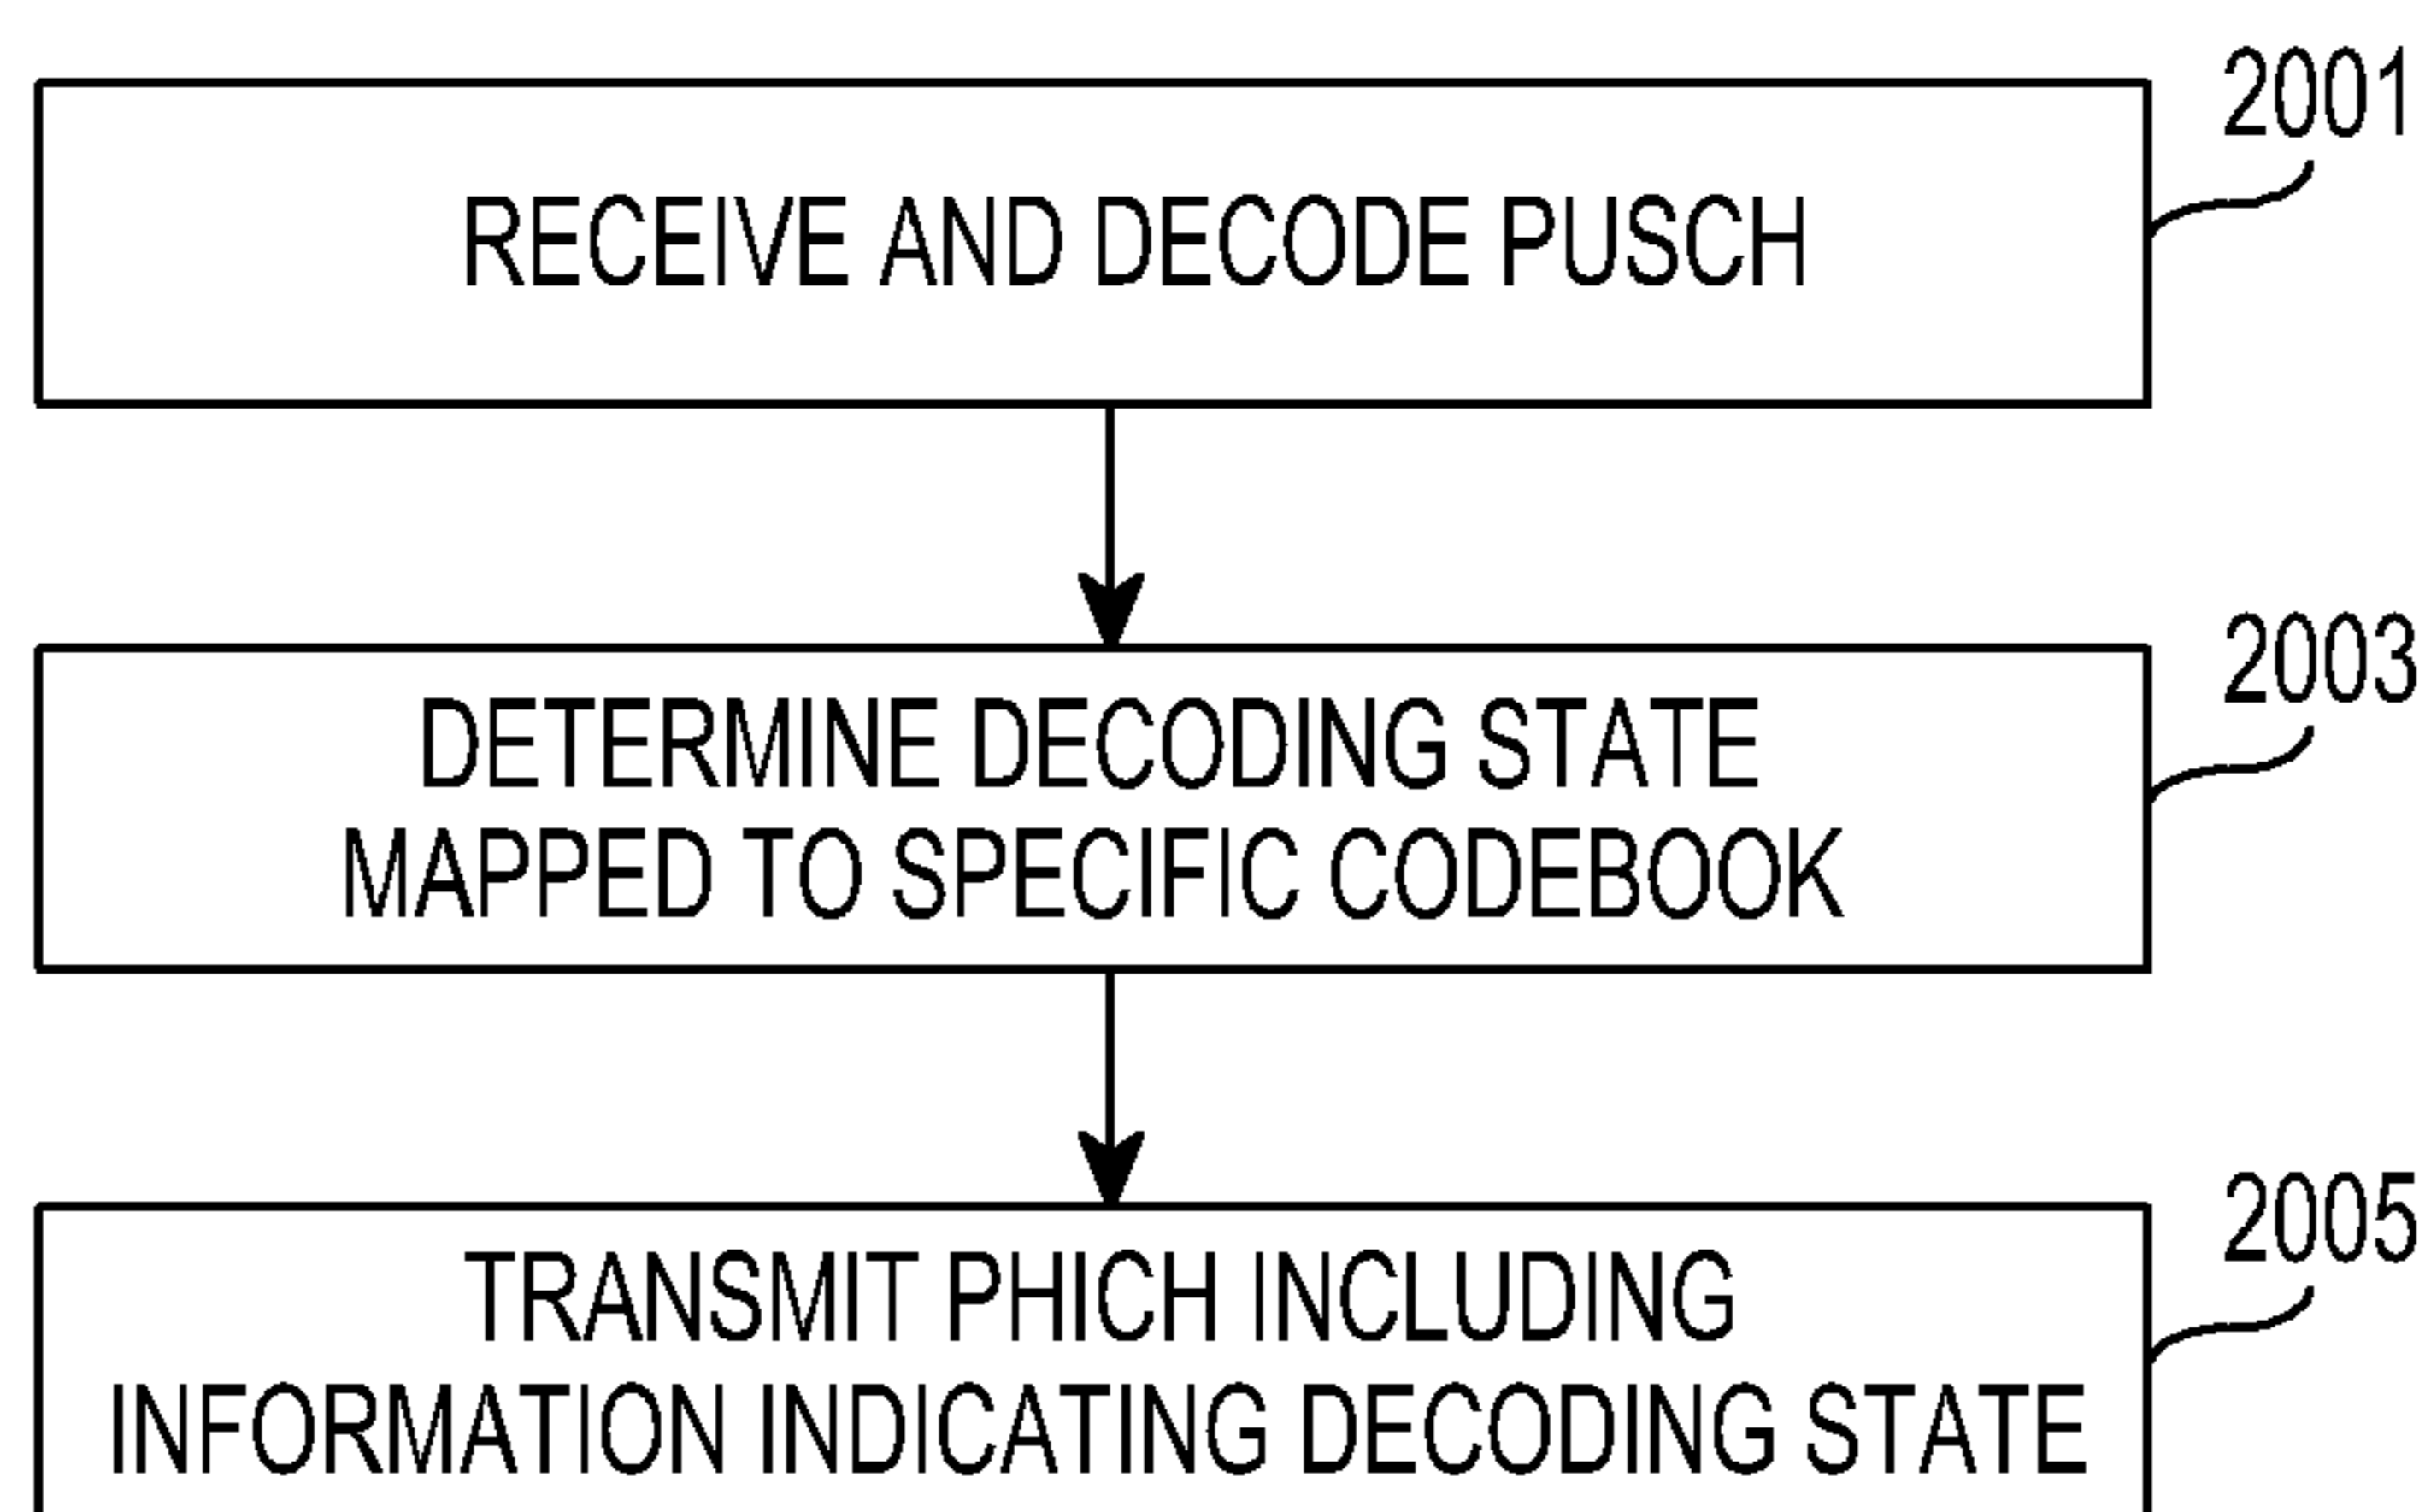 2001
RECEIVE AND DECODE PUSCH
2003
DETERMINE DECODING STATE
MAPPED TO SPECIFIC CODEBOOK
2005
TRANSMIT PHICH INCLUDING
INFORMATION INDICATING DECODING STATE